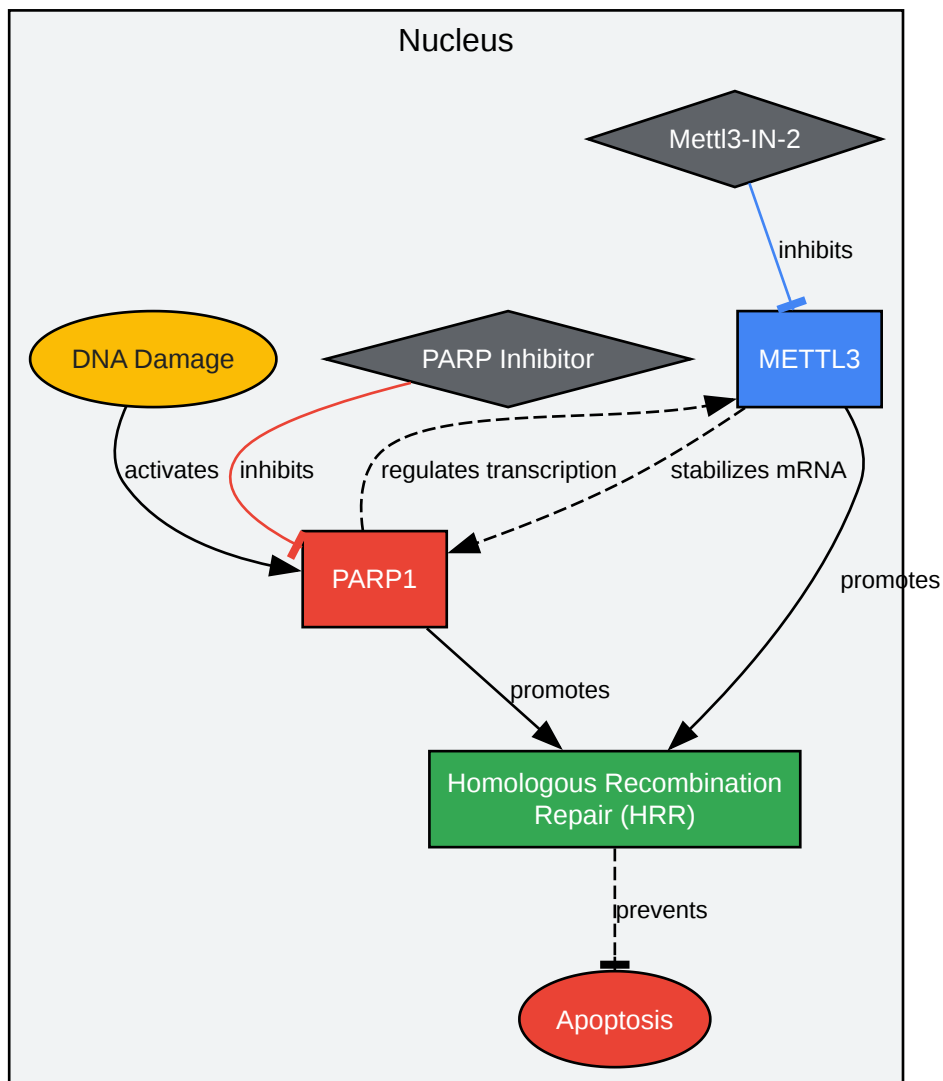 Nucleus
Mettl3-IN-2
inhibits
DNA Damage
PARP Inhibitor
METTL3
activates
inhibits
regulates transcription
stabilizes mRNA
PARP1
promotes
promotes
Homologous Recombination
Repair (HRR)
prevents
Apoptosis